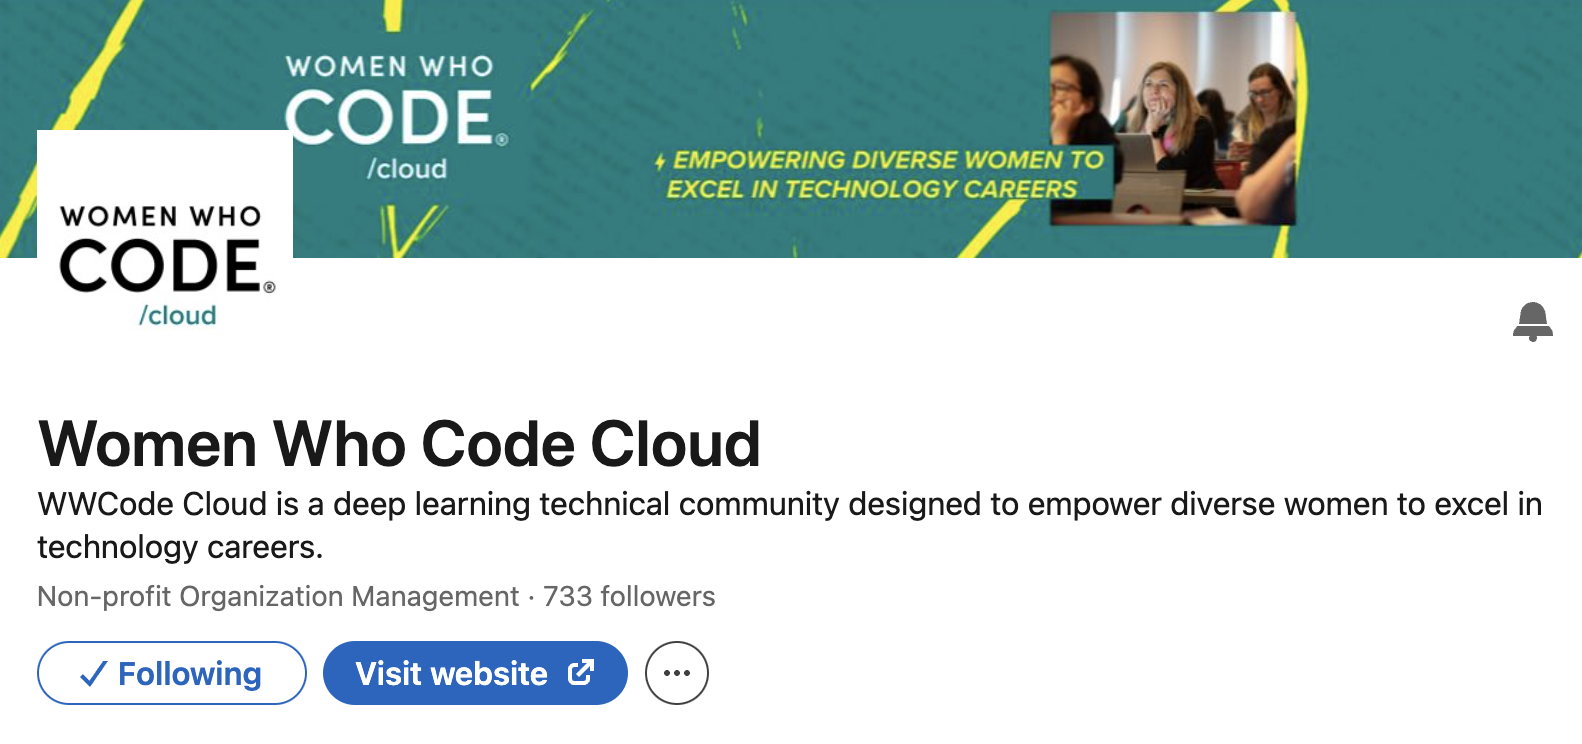 WOMEN WHO
CODE®
/cloud
⚡ EMPOWERING DIVERSE WOMEN TO
EXCEL IN TECHNOLOGY CAREERS
WOMEN WHO
CODE®
/cloud
Women Who Code Cloud
WWCode Cloud is a deep learning technical community designed to empower diverse women to excel in
technology careers.
Non-profit Organization Management · 733 followers
✓ Following
Visit website